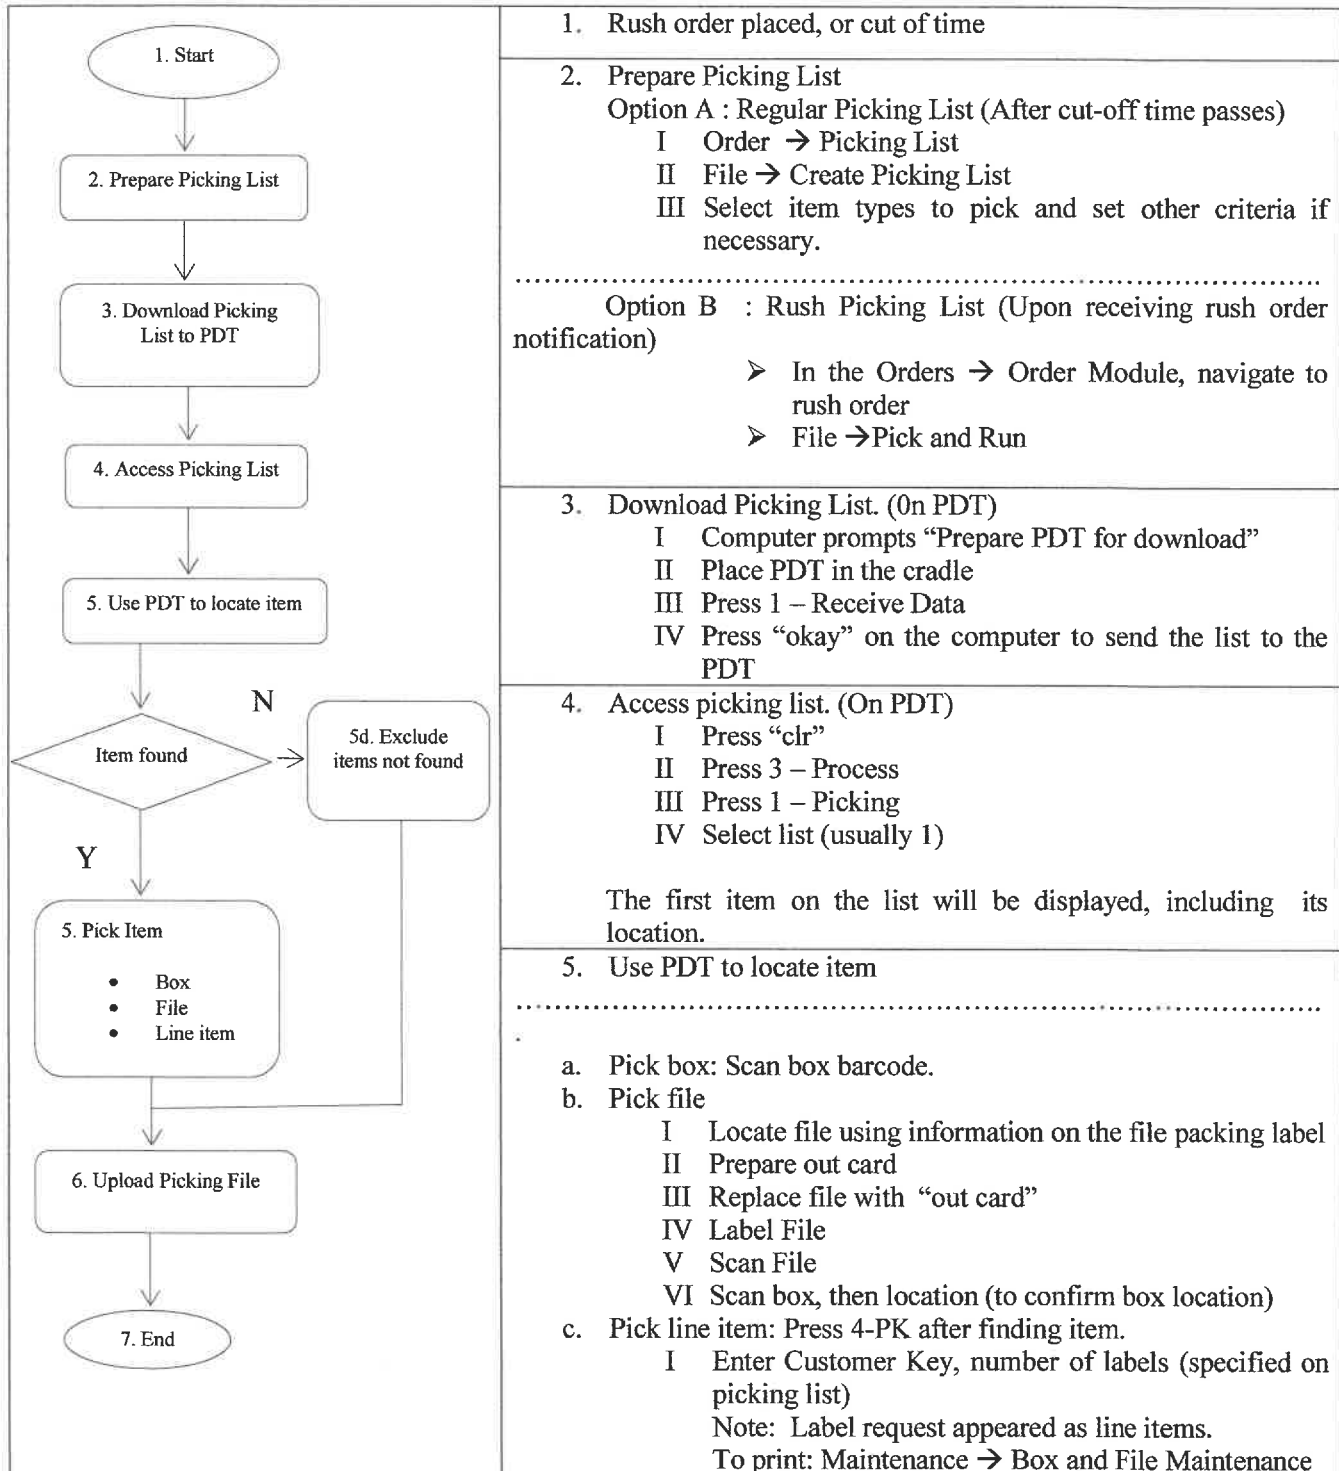 1. Start
2. Prepare Picking List
3. Download Picking
List to PDT
4. Access Picking List
5. Use PDT to locate item
Item found
N
5d. Exclude
items not found
Y
5. Pick Item
• Box
• File
• Line item
6. Upload Picking File
7. End
1. Rush order placed, or cut of time
2. Prepare Picking List
Option A : Regular Picking List (After cut-off time passes)
I Order → Picking List
II File → Create Picking List
III Select item types to pick and set other criteria if
necessary.
Option B : Rush Picking List (Upon receiving rush order
notification)
➢ In the Orders → Order Module, navigate to
rush order
➢ File →Pick and Run
3. Download Picking List. (0n PDT)
I Computer prompts “Prepare PDT for download”
II Place PDT in the cradle
III Press 1 – Receive Data
IV Press “okay” on the computer to send the list to the
PDT
4. Access picking list. (On PDT)
I Press “clr”
II Press 3 – Process
III Press 1 – Picking
IV Select list (usually 1)
The first item on the list will be displayed, including its
location.
5. Use PDT to locate item
a. Pick box: Scan box barcode.
b. Pick file
I Locate file using information on the file packing label
II Prepare out card
III Replace file with “out card”
IV Label File
V Scan File
VI Scan box, then location (to confirm box location)
c. Pick line item: Press 4-PK after finding item.
I Enter Customer Key, number of labels (specified on
picking list)
Note: Label request appeared as line items.
To print: Maintenance → Box and File Maintenance